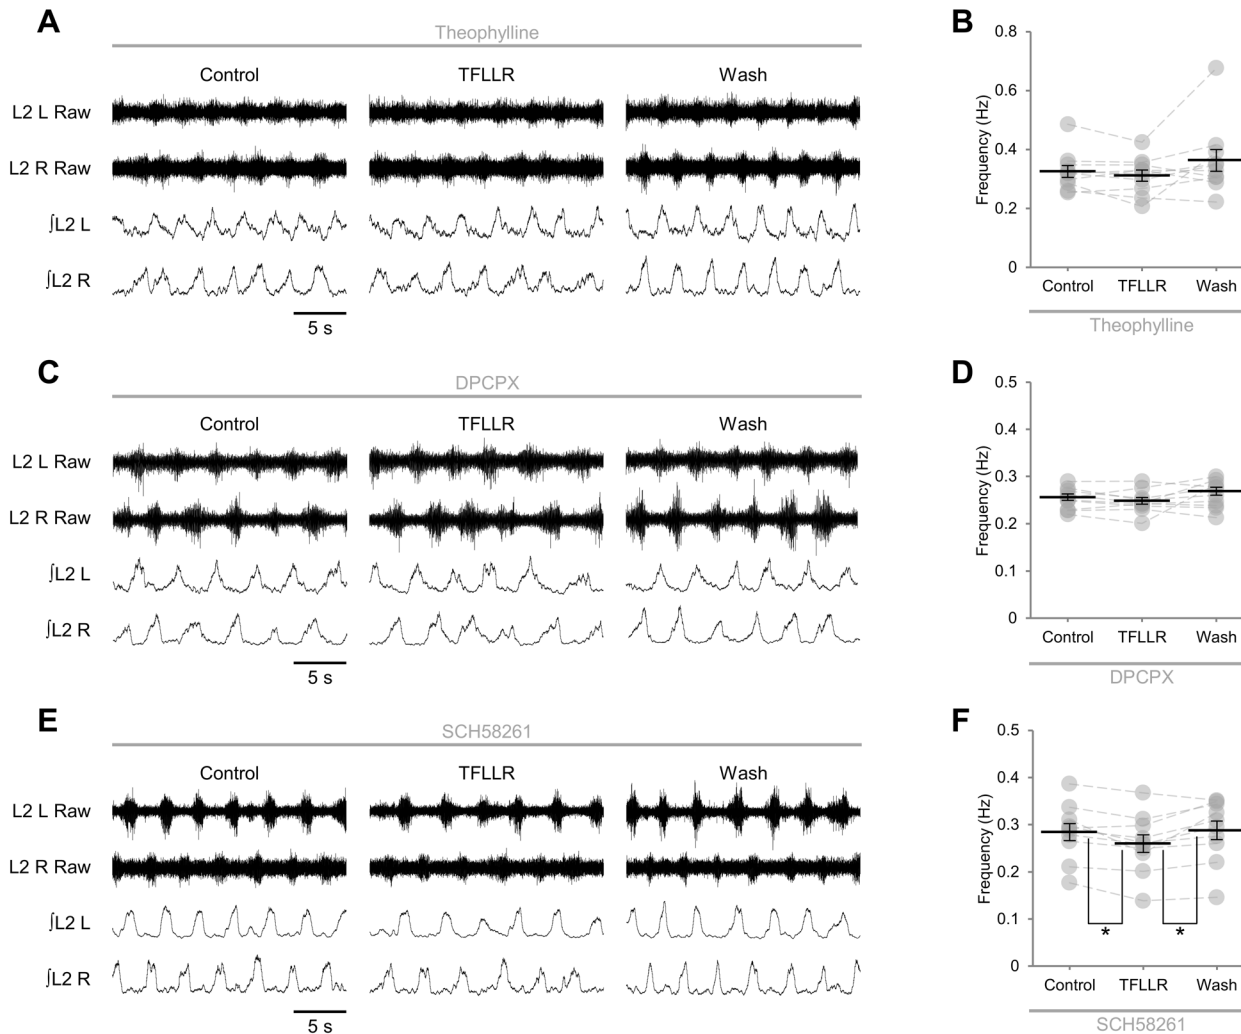 A
Theophylline
Control TFLLR Wash
L2 L Raw
L2 R Raw
∫L2 L
∫L2 R
5 s
B
Frequency (Hz)
0.8
0.6
0.4
0.2
0
Control TFLLR Wash
Theophylline
C
DPCPX
Control TFLLR Wash
L2 L Raw
L2 R Raw
∫L2 L
∫L2 R
5 s
D
Frequency (Hz)
0.5
0.4
0.3
0.2
0.1
0
Control TFLLR Wash
DPCPX
E
SCH58261
Control TFLLR Wash
L2 L Raw
L2 R Raw
∫L2 L
∫L2 R
5 s
F
Frequency (Hz)
0.5
0.4
0.3
0.2
0.1
0
* *
Control TFLLR Wash
SCH58261